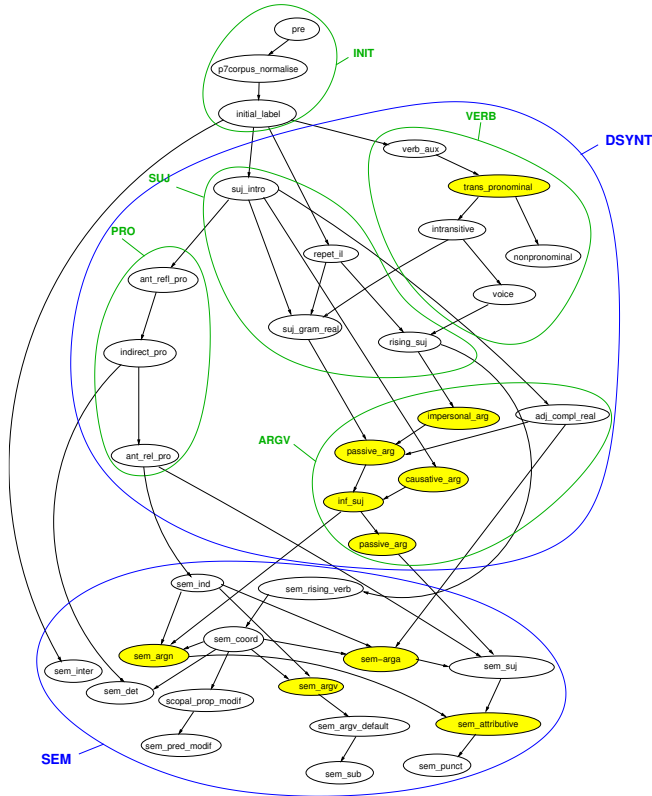 pre
INIT
p7corpus_normalise
initial_label
VERB
DSYNT
verb_aux
SUJ
suj_intro
trans_pronominal
PRO
intransitive
repet_il
nonpronominal
ant_refl_pro
voice
suj_gram_real
rising_suj
indirect_pro
impersonal_arg
adj_compl_real
ARGV
passive_arg
ant_rel_pro
causative_arg
inf_suj
passive_arg
sem_ind
sem_rising_verb
sem_coord
sem_argn
sem-arga
sem_suj
sem_inter
sem_det
sem_argv
scopal_prop_modif
sem_argv_default
sem_attributive
sem_pred_modif
SEM
sem_punct
sem_sub